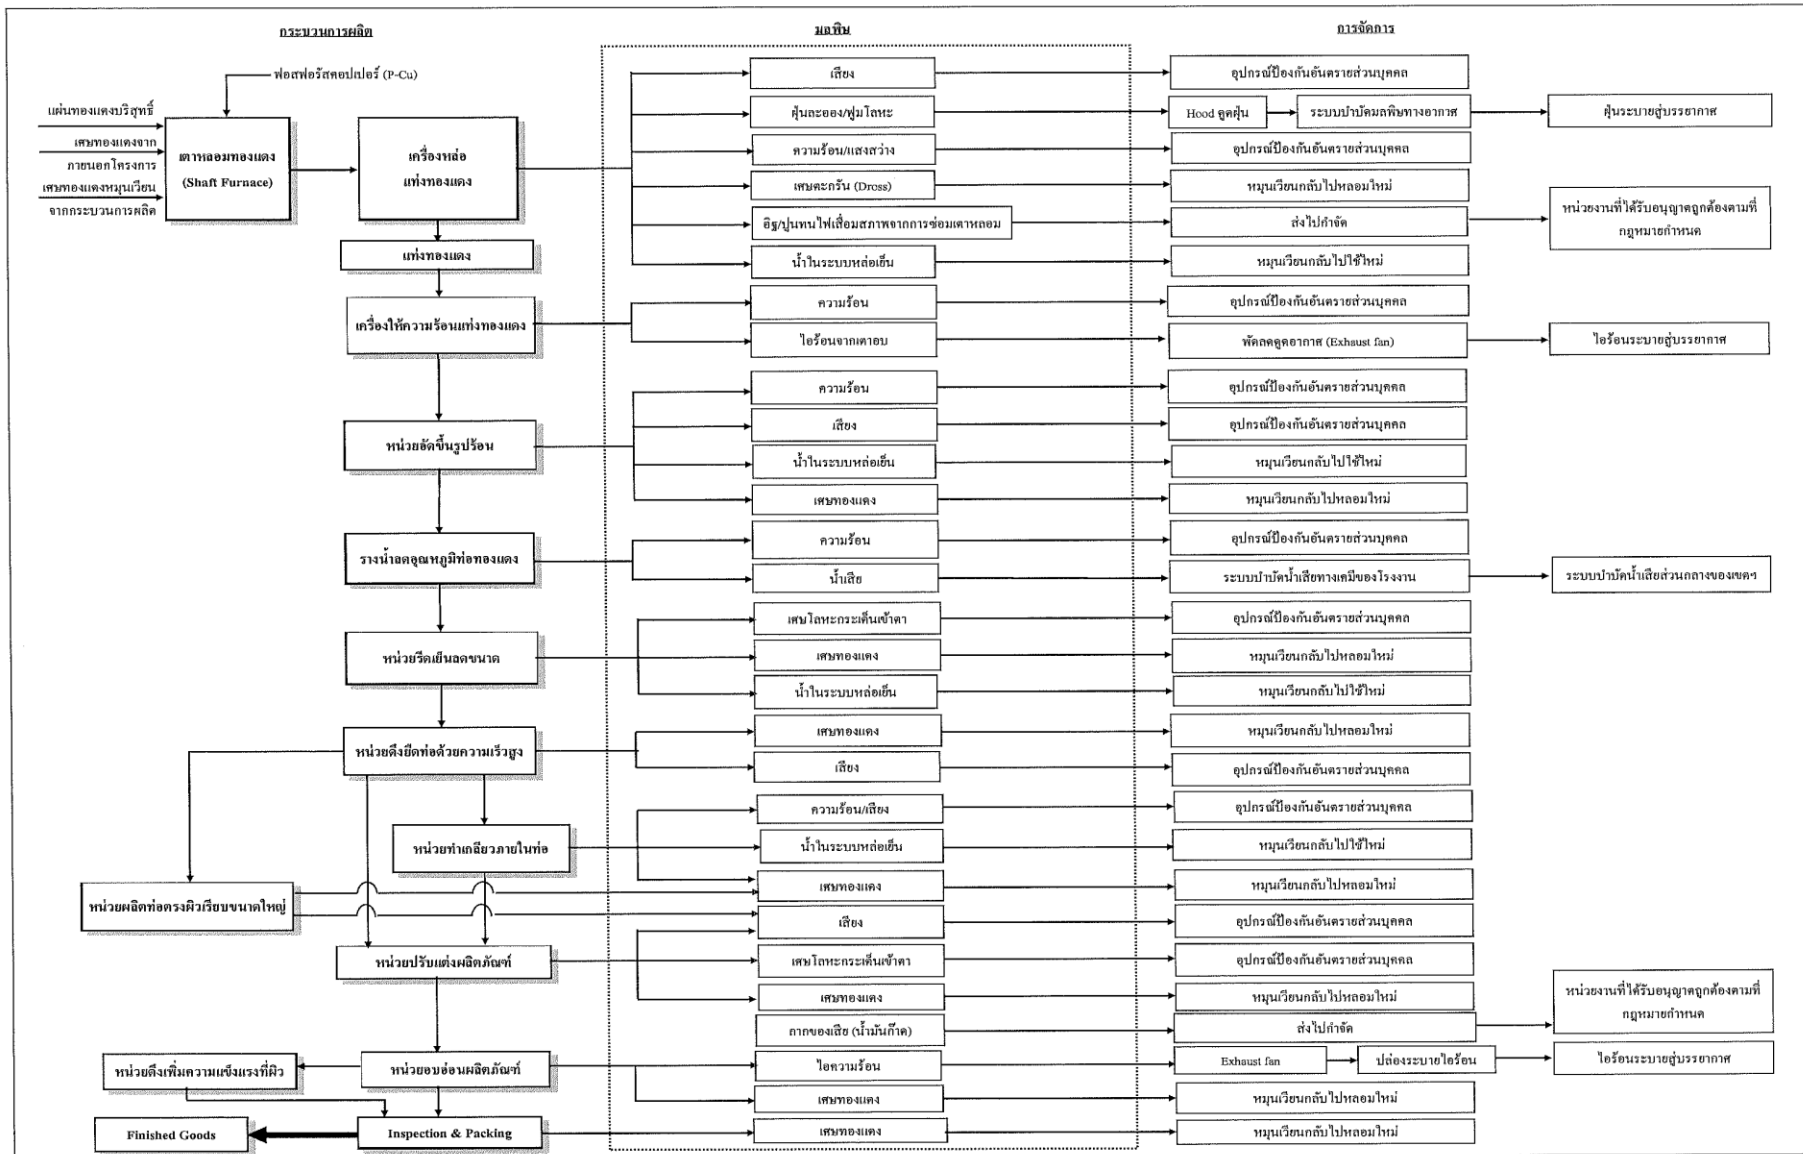 กระบวนการผลิต
มลพิษ
การจัดการ
ฟอสฟอรัสคอปเปอร์ (P-Cu)
แผ่นทองแดงบริสุทธิ์
เศษทองแดงจาก
ภายนอกโครงการ
เศษทองแดงหมุนเวียน
จากกระบวนการผลิต
เตาหลอมทองแดง
(Shaft Furnace)
เครื่องหล่อ
แท่งทองแดง
เสียง
อุปกรณ์ป้องกันอันตรายส่วนบุคคล
ฝุ่นละออง/ฟูมโลหะ
Hood ดูดฝุ่น
ระบบบำบัดมลพิษทางอากาศ
ฝุ่นระบายสู่บรรยากาศ
ความร้อน/แสงสว่าง
อุปกรณ์ป้องกันอันตรายส่วนบุคคล
เศษตะกรัน (Dross)
หมุนเวียนกลับไปหลอมใหม่
อิฐ/ปูนทนไฟเสื่อมสภาพจากการซ่อมเตาหลอม
ส่งไปกำจัด
หน่วยงานที่ได้รับอนุญาตถูกต้องตามที่
กฎหมายกำหนด
น้ำในระบบหล่อเย็น
หมุนเวียนกลับไปใช้ใหม่
แท่งทองแดง
เครื่องให้ความร้อนแท่งทองแดง
ความร้อน
อุปกรณ์ป้องกันอันตรายส่วนบุคคล
ไอร้อนจากเตาอบ
พัดลดดูดอากาศ (Exhaust fan)
ไอร้อนระบายสู่บรรยากาศ
หน่วยอัดขึ้นรูปร้อน
ความร้อน
อุปกรณ์ป้องกันอันตรายส่วนบุคคล
เสียง
อุปกรณ์ป้องกันอันตรายส่วนบุคคล
น้ำในระบบหล่อเย็น
หมุนเวียนกลับไปใช้ใหม่
เศษทองแดง
หมุนเวียนกลับไปหลอมใหม่
รางน้ำลดอุณหภูมิท่อทองแดง
ความร้อน
อุปกรณ์ป้องกันอันตรายส่วนบุคคล
น้ำเสีย
ระบบบำบัดน้ำเสียทางเคมีของโรงงาน
ระบบบำบัดน้ำเสียส่วนกลางของเขตฯ
หน่วยรีดเย็นลดขนาด
เศษโลหะกระเด็นเข้าตา
อุปกรณ์ป้องกันอันตรายส่วนบุคคล
เศษทองแดง
หมุนเวียนกลับไปหลอมใหม่
น้ำในระบบหล่อเย็น
หมุนเวียนกลับไปใช้ใหม่
หน่วยดึงยืดท่อด้วยความเร็วสูง
เศษทองแดง
หมุนเวียนกลับไปหลอมใหม่
เสียง
อุปกรณ์ป้องกันอันตรายส่วนบุคคล
หน่วยทำเกลียวภายในท่อ
ความร้อน/เสียง
อุปกรณ์ป้องกันอันตรายส่วนบุคคล
น้ำในระบบหล่อเย็น
หมุนเวียนกลับไปใช้ใหม่
เศษทองแดง
หมุนเวียนกลับไปหลอมใหม่
หน่วยผลิตท่อตรงผิวเรียบขนาดใหญ่
เสียง
อุปกรณ์ป้องกันอันตรายส่วนบุคคล
หน่วยปรับแต่งผลิตภัณฑ์
เศษโลหะกระเด็นเข้าตา
อุปกรณ์ป้องกันอันตรายส่วนบุคคล
เศษทองแดง
หมุนเวียนกลับไปหลอมใหม่
กากของเสีย (น้ำมันก๊าด)
ส่งไปกำจัด
หน่วยงานที่ได้รับอนุญาตถูกต้องตามที่
กฎหมายกำหนด
หน่วยดึงเพิ่มความแข็งแรงที่ผิว
หน่วยอบอ่อนผลิตภัณฑ์
ไอความร้อน
Exhaust fan
ปล่องระบายไอร้อน
ไอร้อนระบายสู่บรรยากาศ
เศษทองแดง
หมุนเวียนกลับไปหลอมใหม่
Finished Goods
Inspection & Packing
เศษทองแดง
หมุนเวียนกลับไปหลอมใหม่